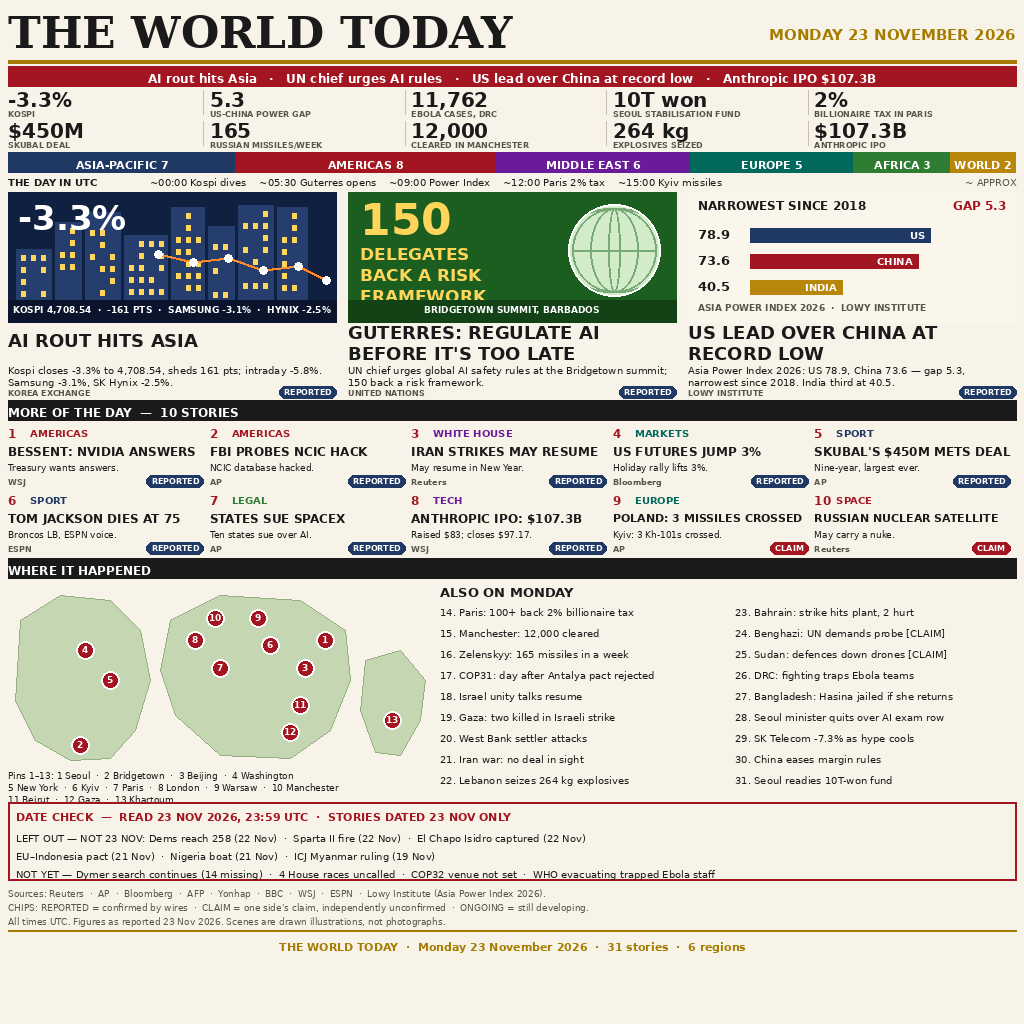 THE WORLD TODAY
MONDAY 23 NOVEMBER 2026
AI rout hits Asia · UN chief urges AI rules · US lead over China at record low · Anthropic IPO $107.3B
-3.3%
KOSPI
5.3
US-CHINA POWER GAP
11,762
EBOLA CASES, DRC
10T won
SEOUL STABILISATION FUND
2%
BILLIONAIRE TAX IN PARIS
$450M
SKUBAL DEAL
165
RUSSIAN MISSILES/WEEK
12,000
CLEARED IN MANCHESTER
264 kg
EXPLOSIVES SEIZED
$107.3B
ANTHROPIC IPO
ASIA-PACIFIC 7
AMERICAS 8
MIDDLE EAST 6
EUROPE 5
AFRICA 3
WORLD 2
THE DAY IN UTC
~00:00 Kospi dives
~05:30 Guterres opens
~09:00 Power Index
~12:00 Paris 2% tax
~15:00 Kyiv missiles
~ APPROX
-3.3%
KOSPI 4,708.54 · -161 PTS · SAMSUNG -3.1% · HYNIX -2.5%
150
DELEGATES
BACK A RISK
FRAMEWORK
BRIDGETOWN SUMMIT, BARBADOS
NARROWEST SINCE 2018
GAP 5.3
78.9
US
73.6
CHINA
40.5
INDIA
ASIA POWER INDEX 2026 · LOWY INSTITUTE
AI ROUT HITS ASIA
Kospi closes -3.3% to 4,708.54, sheds 161 pts; intraday -5.8%.
Samsung -3.1%, SK Hynix -2.5%.
KOREA EXCHANGE
REPORTED
GUTERRES: REGULATE AI
BEFORE IT'S TOO LATE
UN chief urges global AI safety rules at the Bridgetown summit;
150 back a risk framework.
UNITED NATIONS
REPORTED
US LEAD OVER CHINA AT
RECORD LOW
Asia Power Index 2026: US 78.9, China 73.6 — gap 5.3,
narrowest since 2018. India third at 40.5.
LOWY INSTITUTE
REPORTED
MORE OF THE DAY — 10 STORIES
1 AMERICAS
BESSENT: NVIDIA ANSWERS
Treasury wants answers.
WSJ
REPORTED
2 AMERICAS
FBI PROBES NCIC HACK
NCIC database hacked.
AP
REPORTED
3 WHITE HOUSE
IRAN STRIKES MAY RESUME
May resume in New Year.
Reuters
REPORTED
4 MARKETS
US FUTURES JUMP 3%
Holiday rally lifts 3%.
Bloomberg
REPORTED
5 SPORT
SKUBAL'S $450M METS DEAL
Nine-year, largest ever.
AP
REPORTED
6 SPORT
TOM JACKSON DIES AT 75
Broncos LB, ESPN voice.
ESPN
REPORTED
7 LEGAL
STATES SUE SPACEX
Ten states sue over AI.
AP
REPORTED
8 TECH
ANTHROPIC IPO: $107.3B
Raised $83; closes $97.17.
WSJ
REPORTED
9 EUROPE
POLAND: 3 MISSILES CROSSED
Kyiv: 3 Kh-101s crossed.
AP
CLAIM
10 SPACE
RUSSIAN NUCLEAR SATELLITE
May carry a nuke.
Reuters
CLAIM
WHERE IT HAPPENED
10
9
8
6
1
4
7
3
5
11
13
12
2
Pins 1–13: 1 Seoul · 2 Bridgetown · 3 Beijing · 4 Washington
5 New York · 6 Kyiv · 7 Paris · 8 London · 9 Warsaw · 10 Manchester
11 Beirut · 12 Gaza · 13 Khartoum
ALSO ON MONDAY
14. Paris: 100+ back 2% billionaire tax
15. Manchester: 12,000 cleared
16. Zelenskyy: 165 missiles in a week
17. COP31: day after Antalya pact rejected
18. Israel unity talks resume
19. Gaza: two killed in Israeli strike
20. West Bank settler attacks
21. Iran war: no deal in sight
22. Lebanon seizes 264 kg explosives
23. Bahrain: strike hits plant, 2 hurt
24. Benghazi: UN demands probe [CLAIM]
25. Sudan: defences down drones [CLAIM]
26. DRC: fighting traps Ebola teams
27. Bangladesh: Hasina jailed if she returns
28. Seoul minister quits over AI exam row
29. SK Telecom -7.3% as hype cools
30. China eases margin rules
31. Seoul readies 10T-won fund
DATE CHECK — READ 23 NOV 2026, 23:59 UTC · STORIES DATED 23 NOV ONLY
LEFT OUT — NOT 23 NOV: Dems reach 258 (22 Nov) · Sparta II fire (22 Nov) · El Chapo Isidro captured (22 Nov)
EU–Indonesia pact (21 Nov) · Nigeria boat (21 Nov) · ICJ Myanmar ruling (19 Nov)
NOT YET — Dymer search continues (14 missing) · 4 House races uncalled · COP32 venue not set · WHO evacuating trapped Ebola staff
Sources: Reuters · AP · Bloomberg · AFP · Yonhap · BBC · WSJ · ESPN · Lowy Institute (Asia Power Index 2026).
CHIPS: REPORTED = confirmed by wires · CLAIM = one side's claim, independently unconfirmed · ONGOING = still developing.
All times UTC. Figures as reported 23 Nov 2026. Scenes are drawn illustrations, not photographs.
THE WORLD TODAY · Monday 23 November 2026 · 31 stories · 6 regions